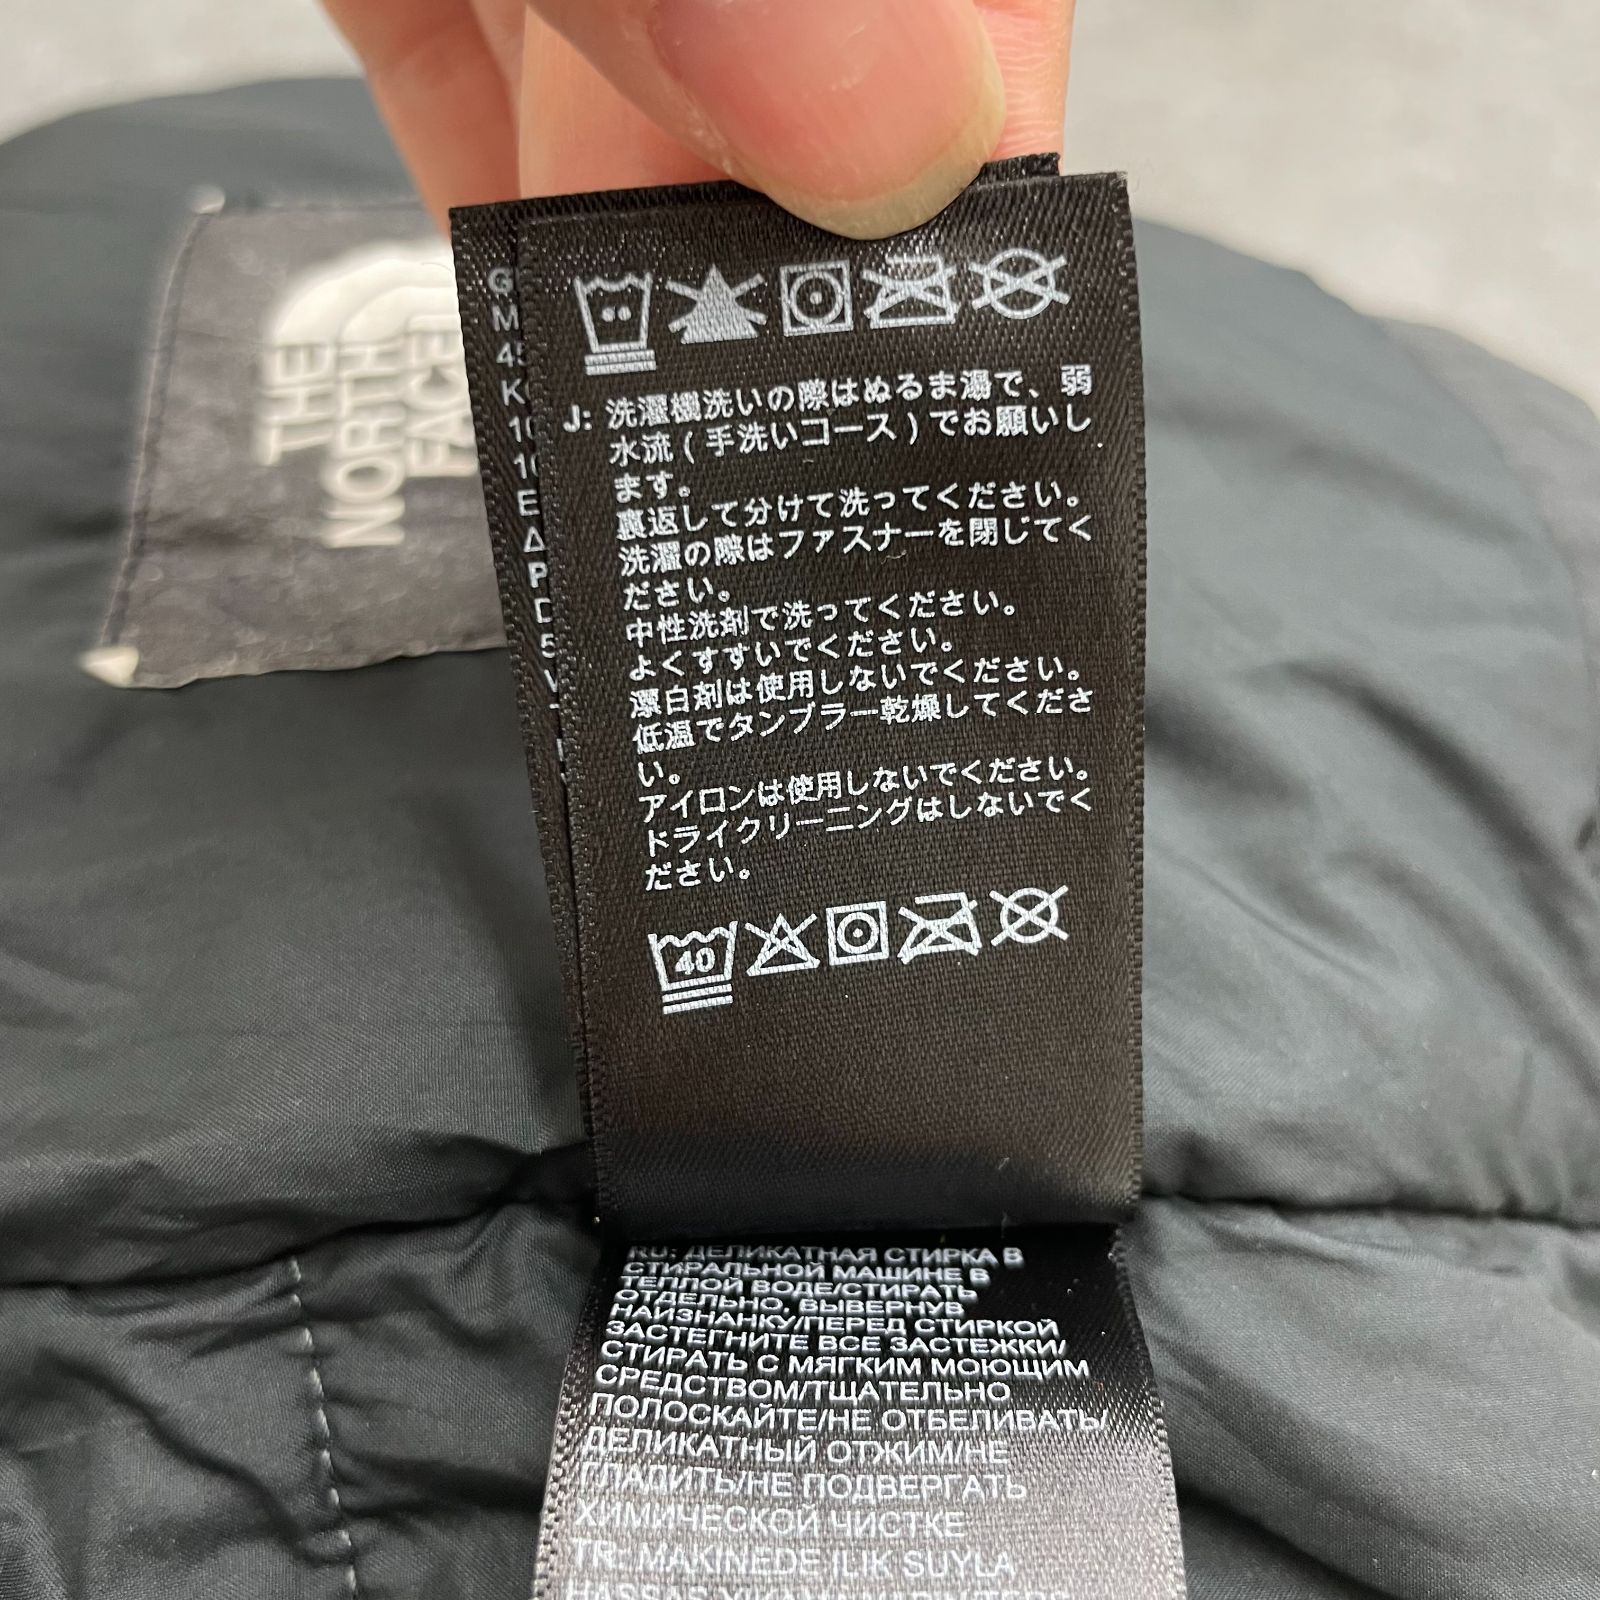 THE
NORTH
FACE
G
M
K
E
P
D
J: 洗濯機洗いの際はぬるま湯で、弱
水流(手洗いコース)でお願いし
ます。
裏返して分けて洗ってください。
洗濯の際はファスナーを閉じてく
ださい。
中性洗剤で洗ってください。
よくすすいでください。
漂白剤は使用しないでください。
低温でタンブラー乾燥してくださ
い。
アイロンは使用しないでください。
ドライクリーニングはしないでく
ださい。
40
RU: ДЕЛИКАТНАЯ СТИРКА В
СТИРАЛЬНОЙ МАШИНЕ В
ТЕПЛОЙ ВОДЕ/СТИРАТЬ
ОТДЕЛЬНО, ВЫВЕРНУВ
НАИЗНАНКУ/ПЕРЕД СТИРКОЙ
ЗАСТЕГНИТЕ ВСЕ ЗАСТЕЖКИ/
СТИРАТЬ С МЯГКИМ МОЮЩИМ
СРЕДСТВОМ/ТЩАТЕЛЬНО
ПОЛОСКАЙТЕ/НЕ ОТБЕЛИВАТЬ/
ДЕЛИКАТНЫЙ ОТЖИМ/НЕ
ГЛАДИТЬ/НЕ ПОДВЕРГАТЬ
ХИМИЧЕСКОЙ ЧИСТКЕ
TR: MAKINEDE ILIK SUYLA